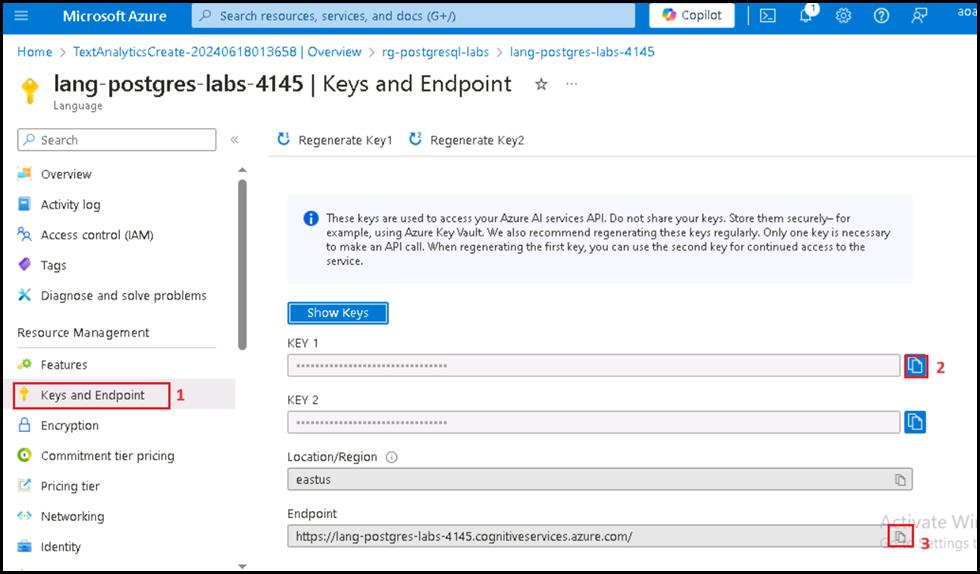 Microsoft Azure
Search resources, services, and docs (G+/)
Copilot
1
Home > TextAnalyticsCreate-20240618013658 | Overview > rg-postgresql-labs > lang-postgres-labs-4145
lang-postgres-labs-4145 | Keys and Endpoint
Language
Search
Regenerate Key1
Regenerate Key2
Overview
Activity log
Access control (IAM)
Tags
Diagnose and solve problems
Resource Management
Features
Keys and Endpoint
1
Encryption
Commitment tier pricing
Pricing tier
Networking
Identity
These keys are used to access your Azure AI services API. Do not share your keys. Store them securely– for
example, using Azure Key Vault. We also recommend regenerating these keys regularly. Only one key is necessary
to make an API call. When regenerating the first key, you can use the second key for continued access to the
service.
Show Keys
KEY 1
2
KEY 2
Location/Region
eastus
Endpoint
https://lang-postgres-labs-4145.cognitiveservices.azure.com/
3
Activate Wi
Settings t